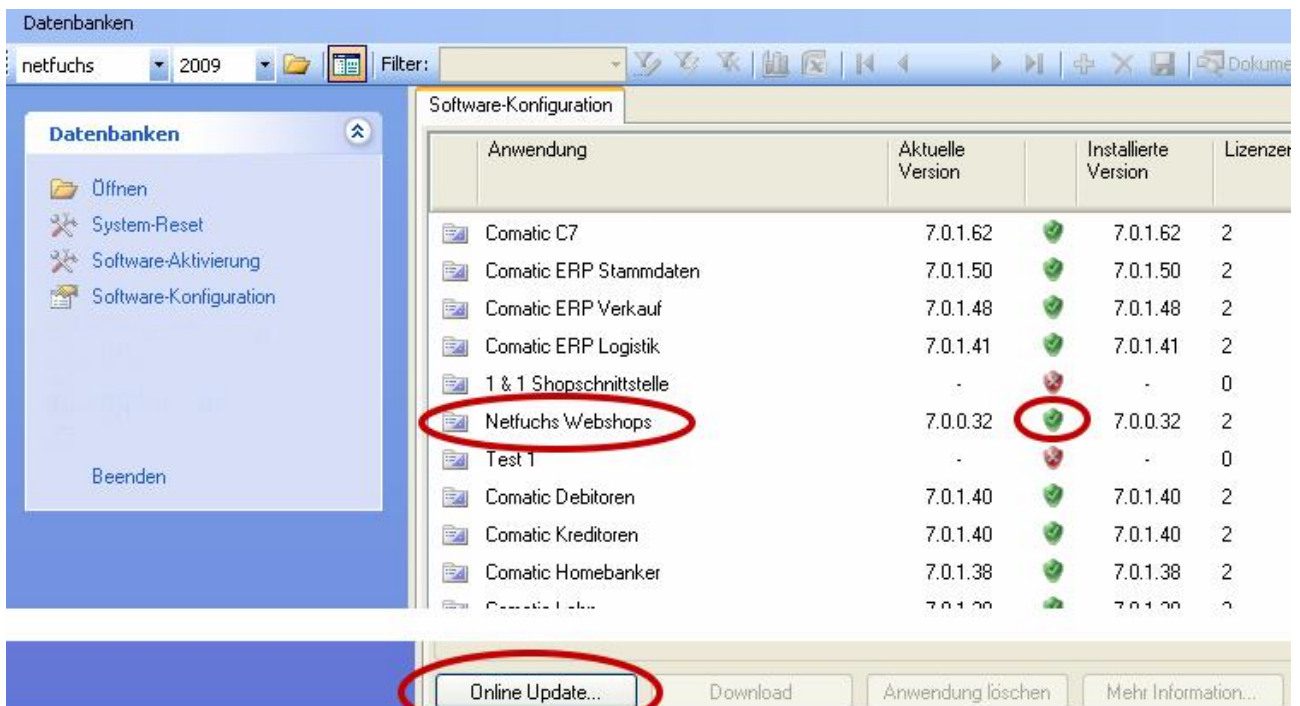 Datenbanken
netfuchs 2009 Filter: Dokume
Datenbanken
Öffnen
System-Reset
Software-Aktivierung
Software-Konfiguration
Beenden
Software-Konfiguration
Anwendung Aktuelle Version Installierte Version Lizenzen
Comatic C7 7.0.1.62 7.0.1.62 2
Comatic ERP Stammdaten 7.0.1.50 7.0.1.50 2
Comatic ERP Verkauf 7.0.1.48 7.0.1.48 2
Comatic ERP Logistik 7.0.1.41 7.0.1.41 2
1 & 1 Shopschnittstelle - - 0
Netfuchs Webshops 7.0.0.32 7.0.0.32 2
Test 1 - - 0
Comatic Debitoren 7.0.1.40 7.0.1.40 2
Comatic Kreditoren 7.0.1.40 7.0.1.40 2
Comatic Homebanker 7.0.1.38 7.0.1.38 2
Online Update... Download Anwendung löschen Mehr Information...